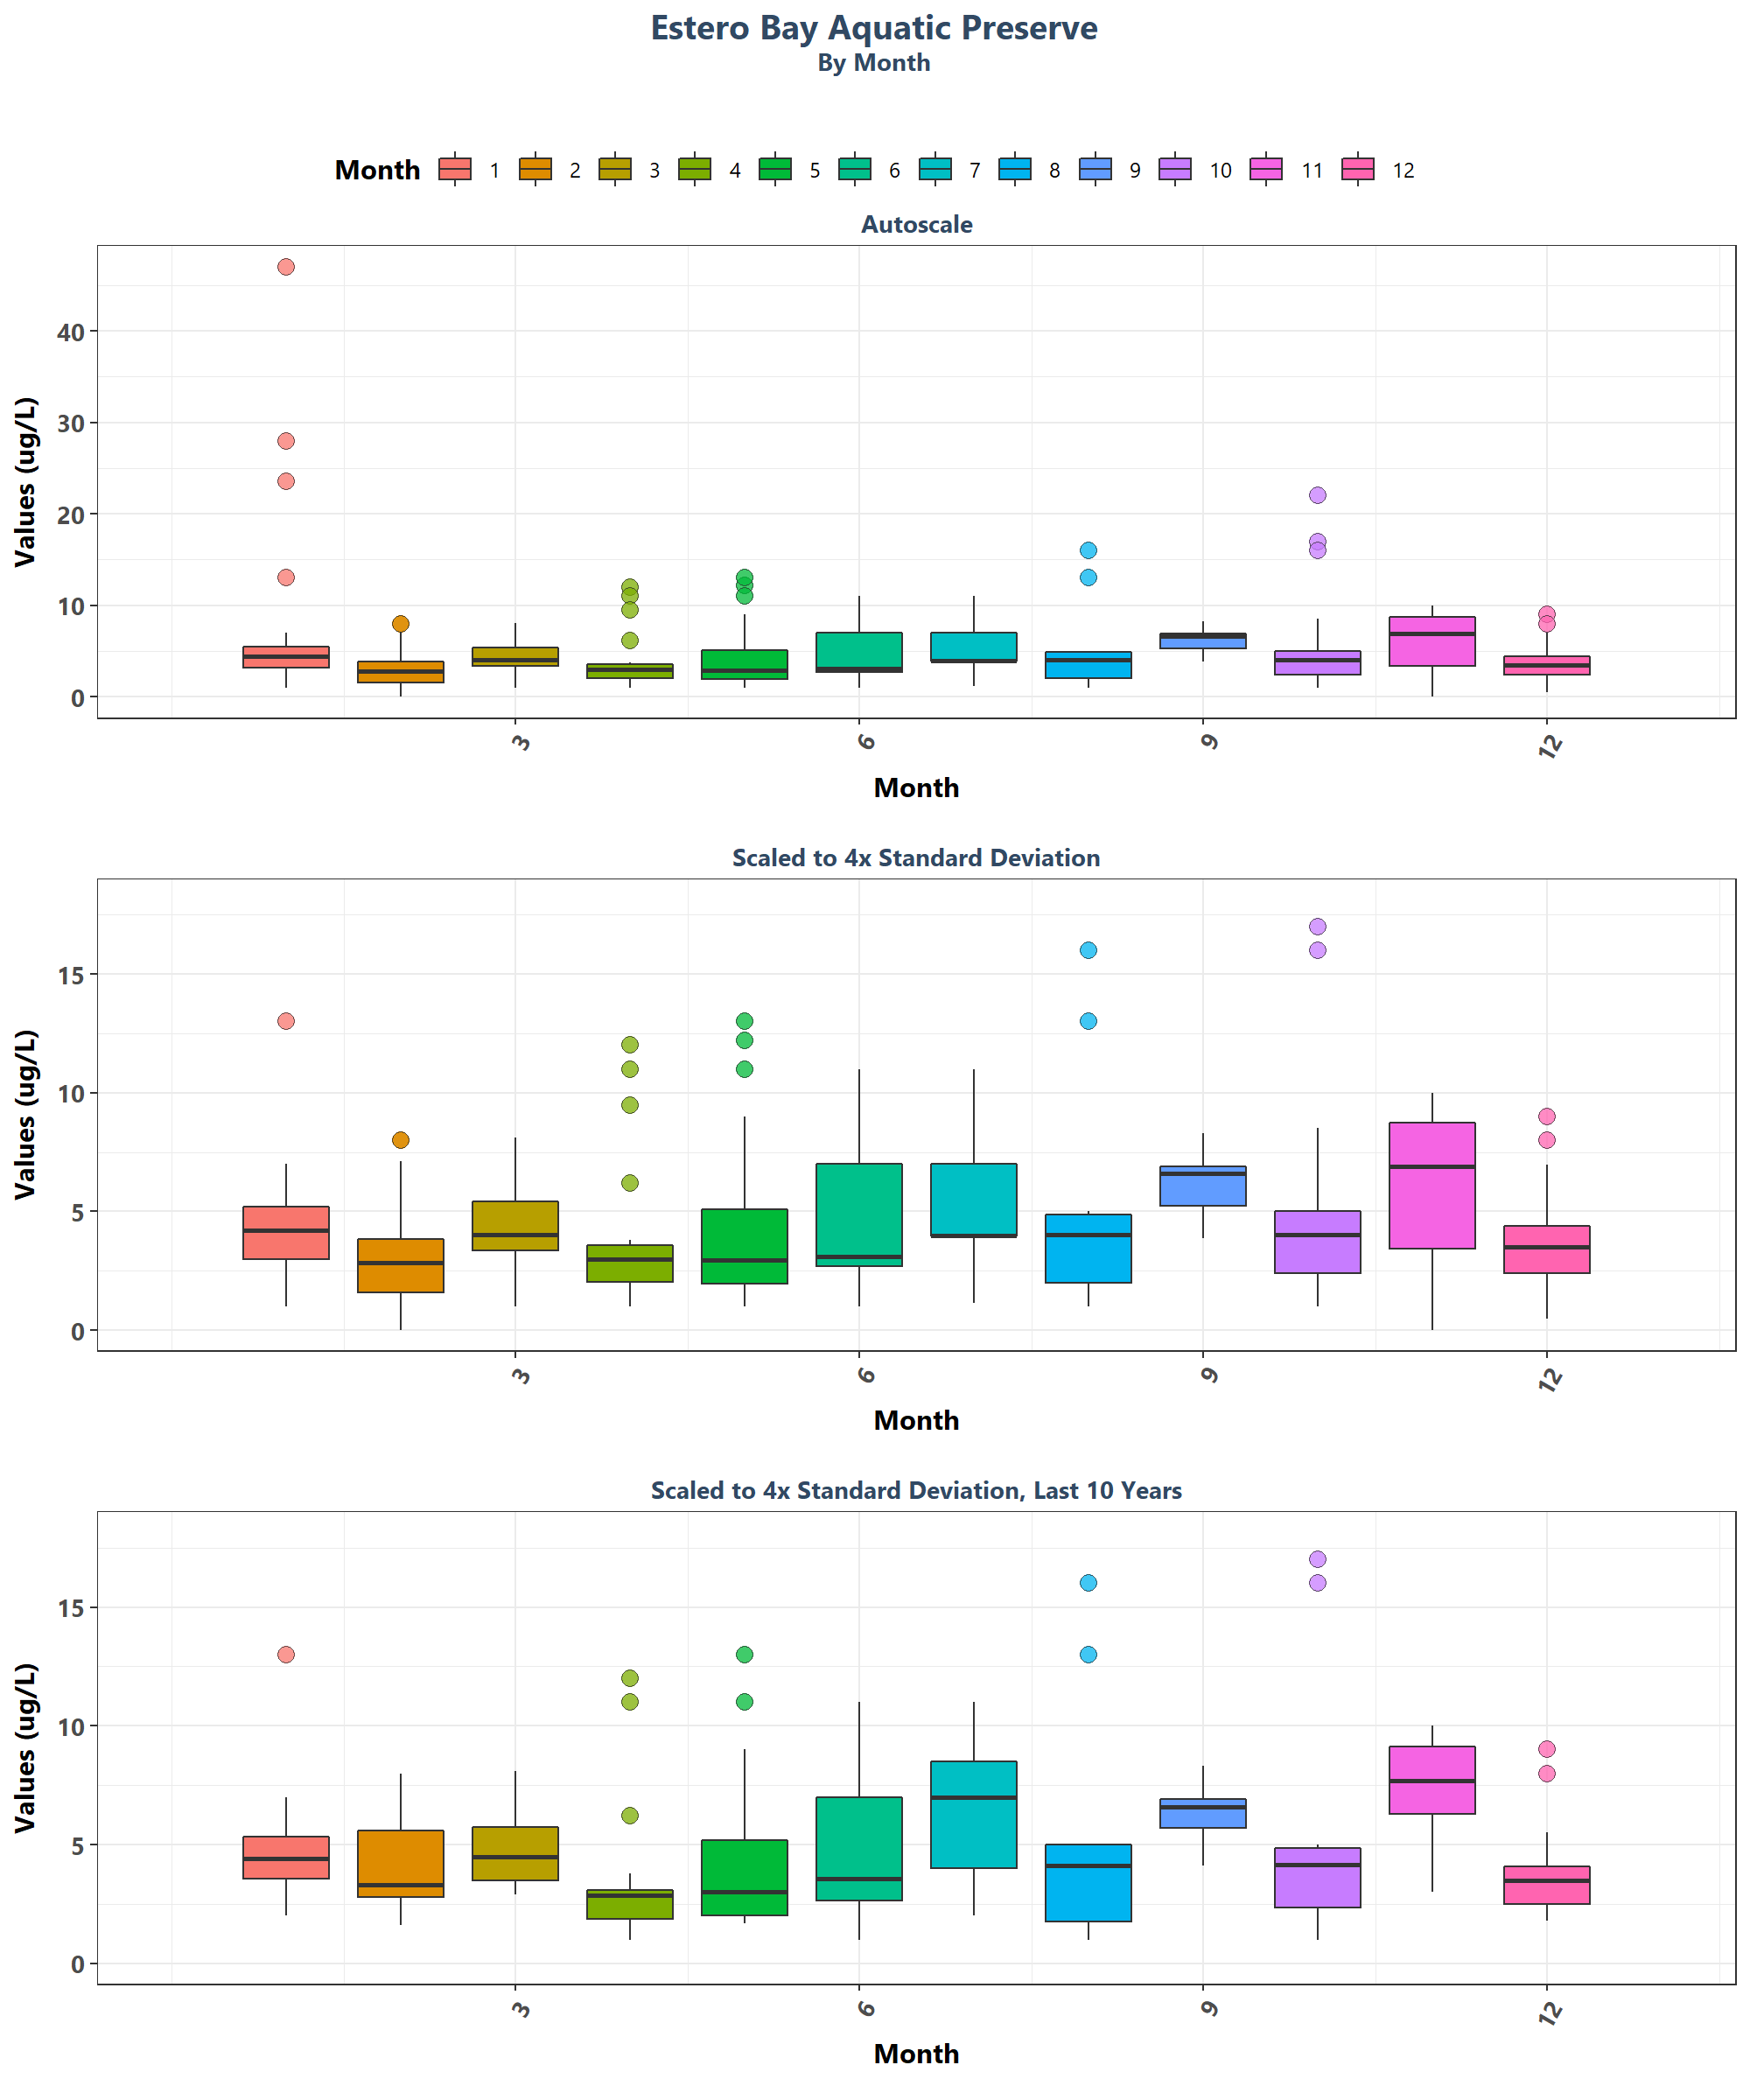 Estero Bay Aquatic Preserve
By Month
Month 1 2 3 4 5 6 7 8 9 10 11 12
Autoscale
Values (ug/L)
40
30
20
10
0
3 6 9 12
Month
Scaled to 4x Standard Deviation
Values (ug/L)
15
10
5
0
3 6 9 12
Month
Scaled to 4x Standard Deviation, Last 10 Years
Values (ug/L)
15
10
5
0
3 6 9 12
Month